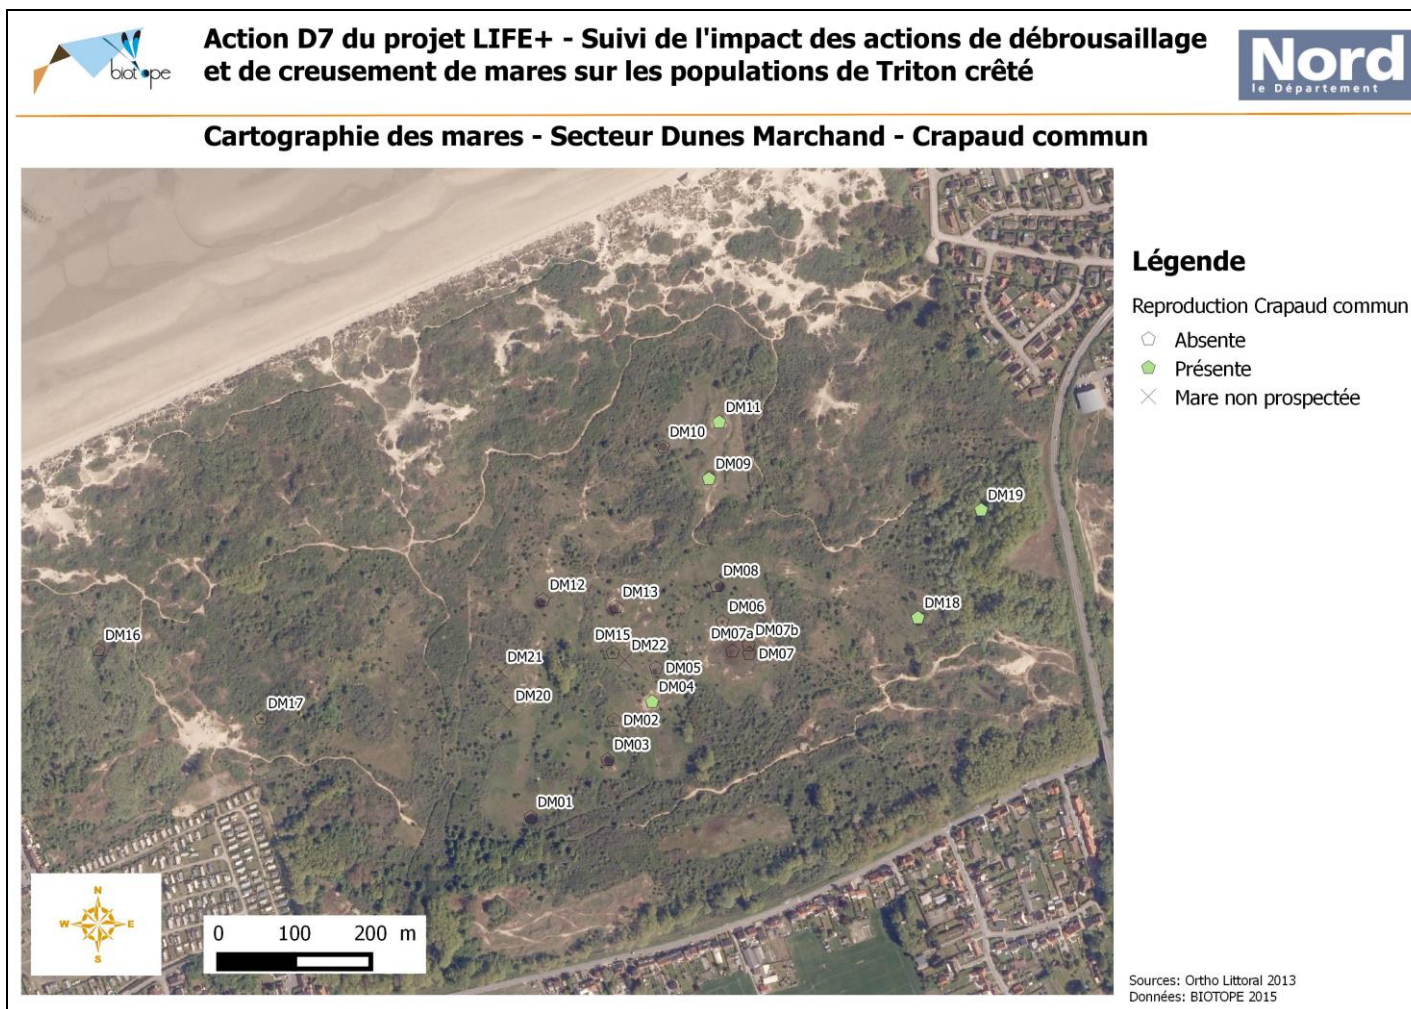 biotope
Action D7 du projet LIFE+ - Suivi de l'impact des actions de débrousaillage
et de creusement de mares sur les populations de Triton crêté
Nord
le Département
Cartographie des mares - Secteur Dunes Marchand - Crapaud commun
DM11
DM10
DM09
DM19
DM08
DM12
DM13
DM06
DM18
DM16
DM15
DM22
DM07a
DM07b
DM07
DM21
DM05
DM04
DM20
DM17
DM02
DM03
DM01
N
W
E
S
0 100 200 m
Légende
Reproduction Crapaud commun
Absente
Présente
Mare non prospectée
Sources: Ortho Littoral 2013
Données: BIOTOPE 2015